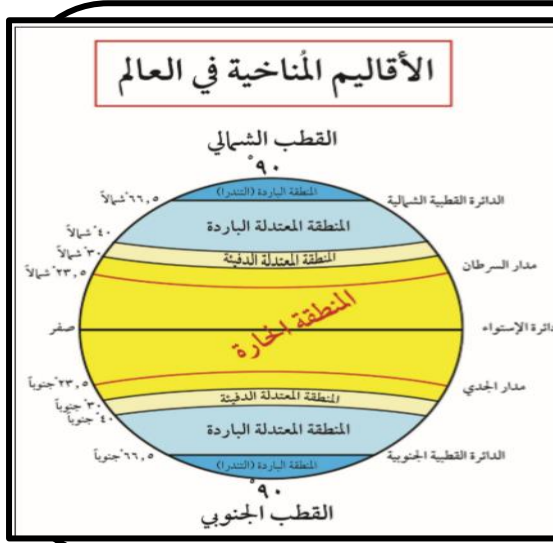 الأقاليم المُناخية في العالم
القطب الشمالي
°٩٠
المنطقة الباردة (التندرا)
٦٦,٥° شمالاً
الدائرة القطبية الشمالية
المنطقة المعتدلة الباردة
٤٠° شمالاً
المنطقة المعتدلة الدفيئة
٣٠° شمالاً
مدار السرطان
٢٣,٥° شمالاً
المنطقة الحارة
دائرة الإستواء
صفر
مدار الجدي
٢٣,٥° جنوباً
المنطقة المعتدلة الدفيئة
٣٠° جنوباً
٤٠° جنوباً
المنطقة المعتدلة الباردة
الدائرة القطبية الجنوبية
٦٦,٥° جنوباً
المنطقة الباردة (التندرا)
°٩٠
القطب الجنوبي